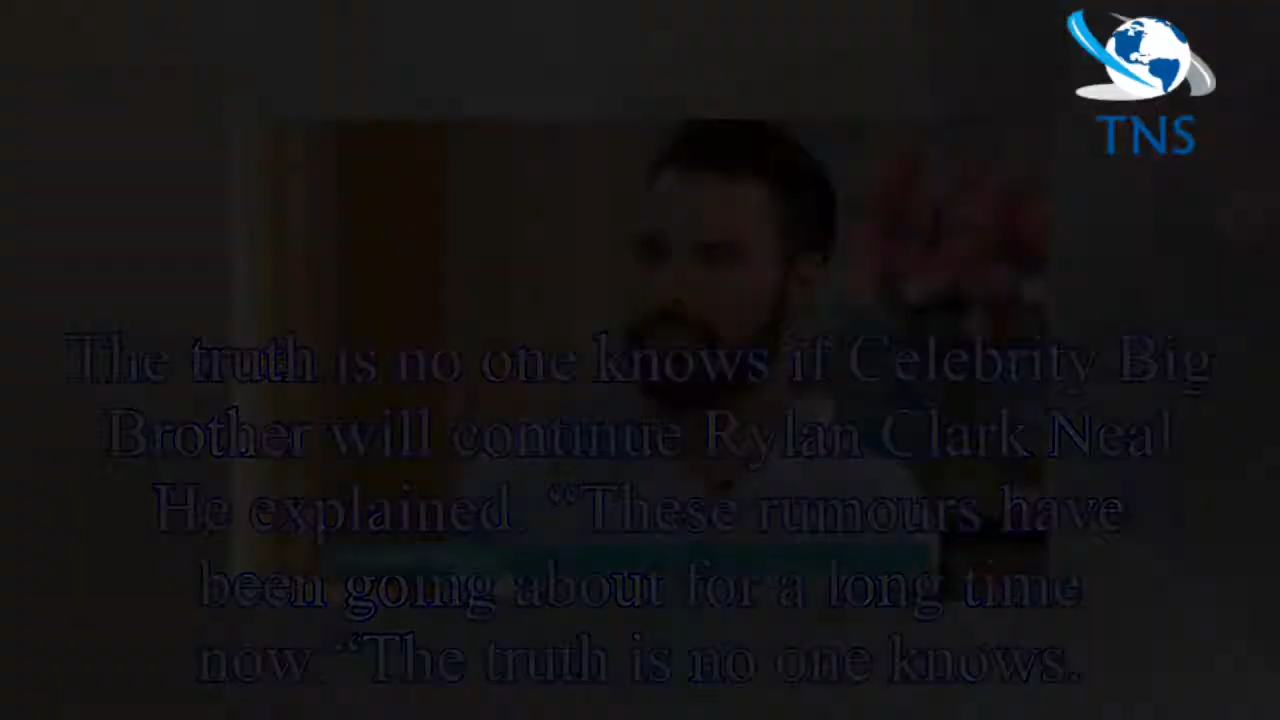 TNS
The truth is no one knows if Celebrity Big
Brother will continue Rylan Clark Neal
He explained, “These rumours have
been going about for a long time
now. “The truth is no one knows.